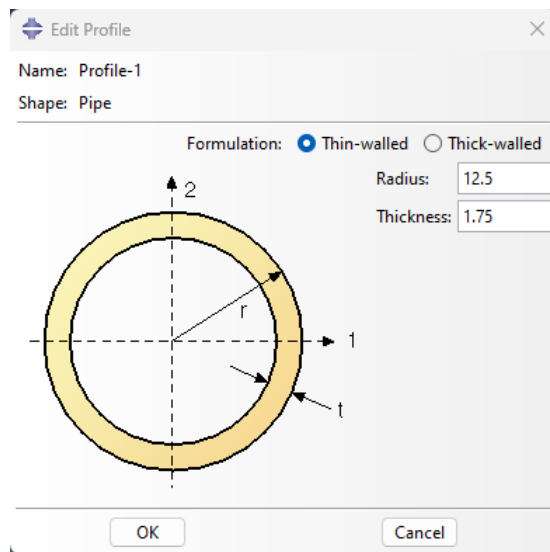 Edit Profile
Name: Profile-1
Shape: Pipe
Formulation: Thin-walled Thick-walled
Radius: 12.5
Thickness: 1.75
2
r
1
t
OK Cancel